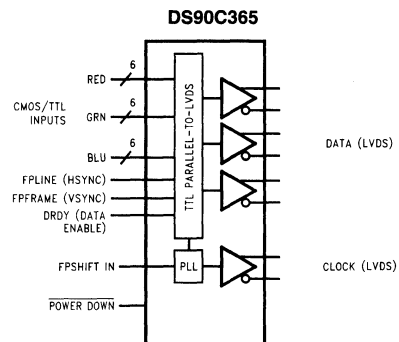 DS90C365
6
RED
6
CMOS/TTL
INPUTS
GRN
6
BLU
FPLINE (HSYNC)
FPFRAME (VSYNC)
DRDY (DATA
ENABLE)
FPSHIFT IN
POWER DOWN
TTL PARALLEL-TO-LVDS
PLL
DATA (LVDS)
CLOCK (LVDS)